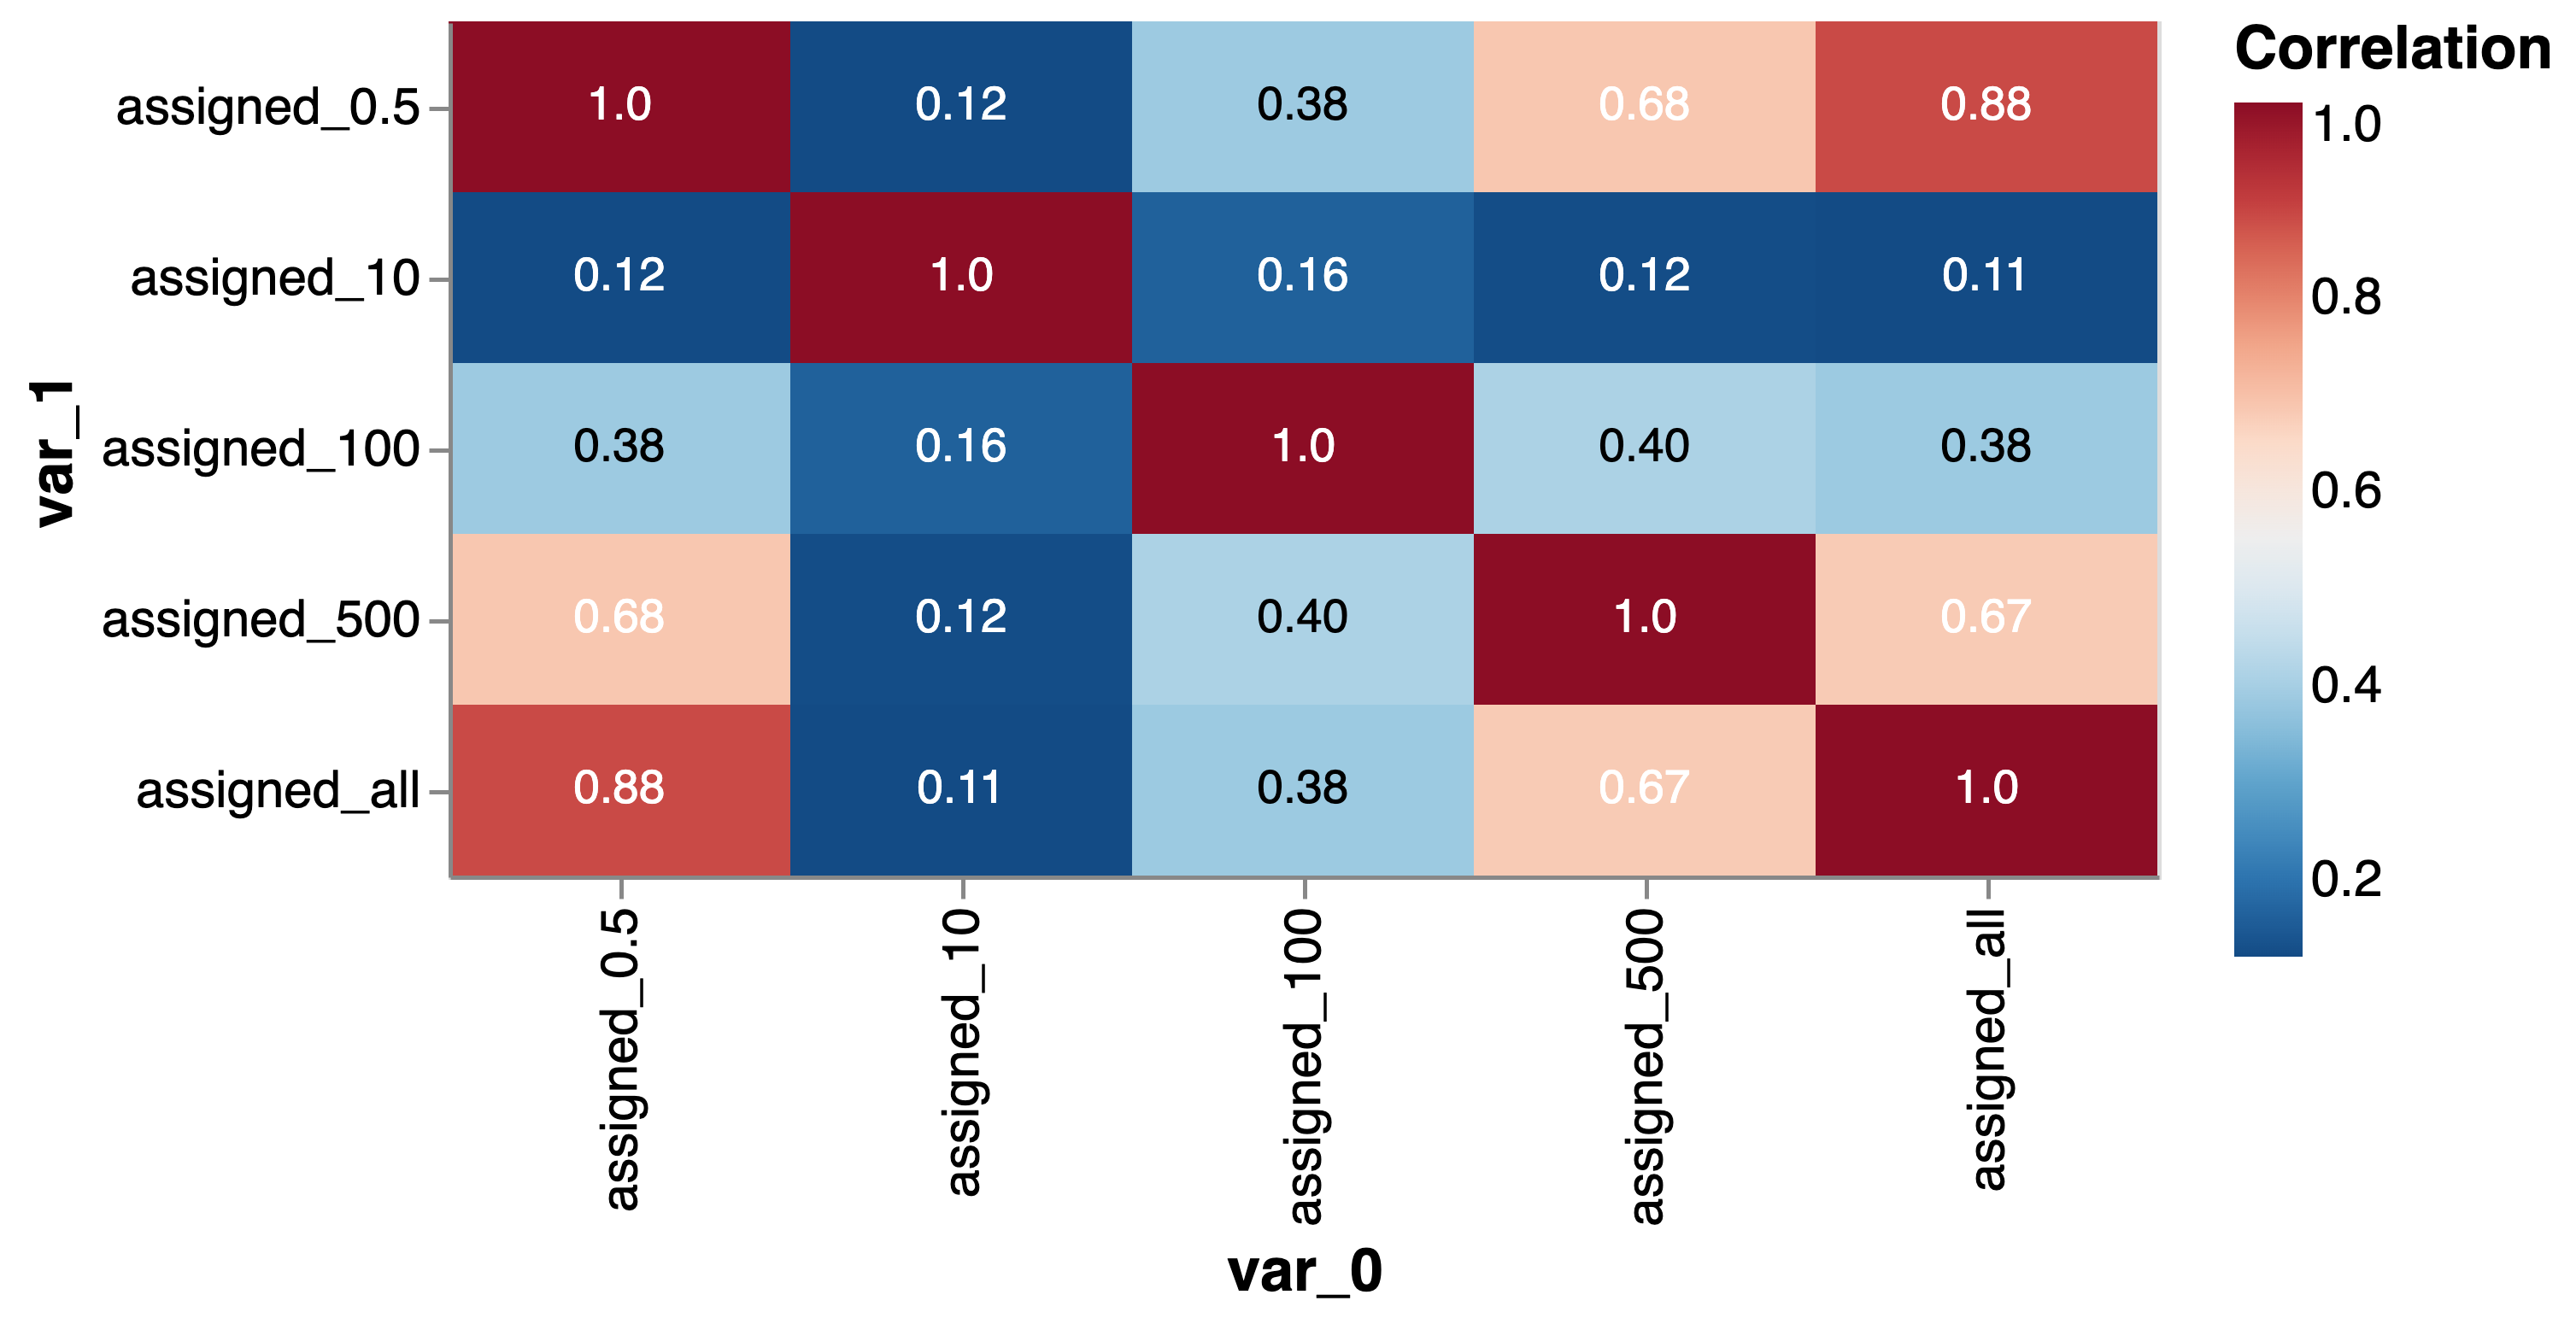 Correlation
assigned_0.5 1.0 0.12 0.38 0.68 0.88
assigned_10 0.12 1.0 0.16 0.12 0.11
assigned_100 0.38 0.16 1.0 0.40 0.38
assigned_500 0.68 0.12 0.40 1.0 0.67
assigned_all 0.88 0.11 0.38 0.67 1.0
var_1
assigned_0.5
assigned_10
assigned_100
assigned_500
assigned_all
var_0
1.0
0.8
0.6
0.4
0.2